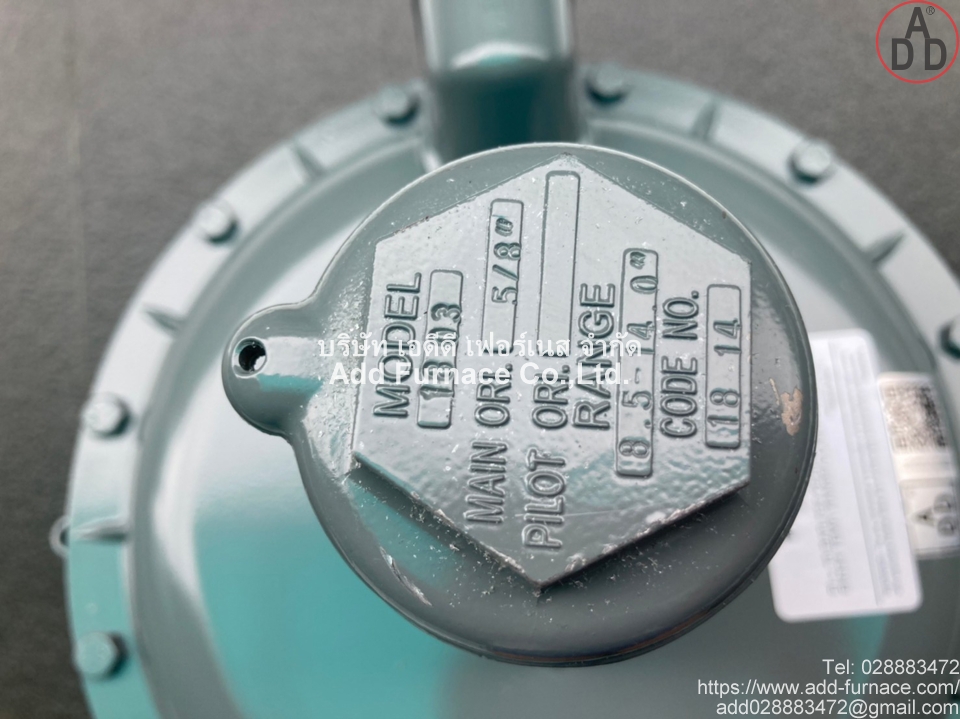 ADD®
MODEL
1803
MAIN ORI.
5/8"
PILOT ORI.
RANGE
8.5-14.0"
CODE NO.
18 14
บริษัท เอดีดี เฟอร์เนส จำกัด
Add Furnace Co.,Ltd.
Tel: 028883472
https://www.add-furnace.com/
add028883472@gmail.com